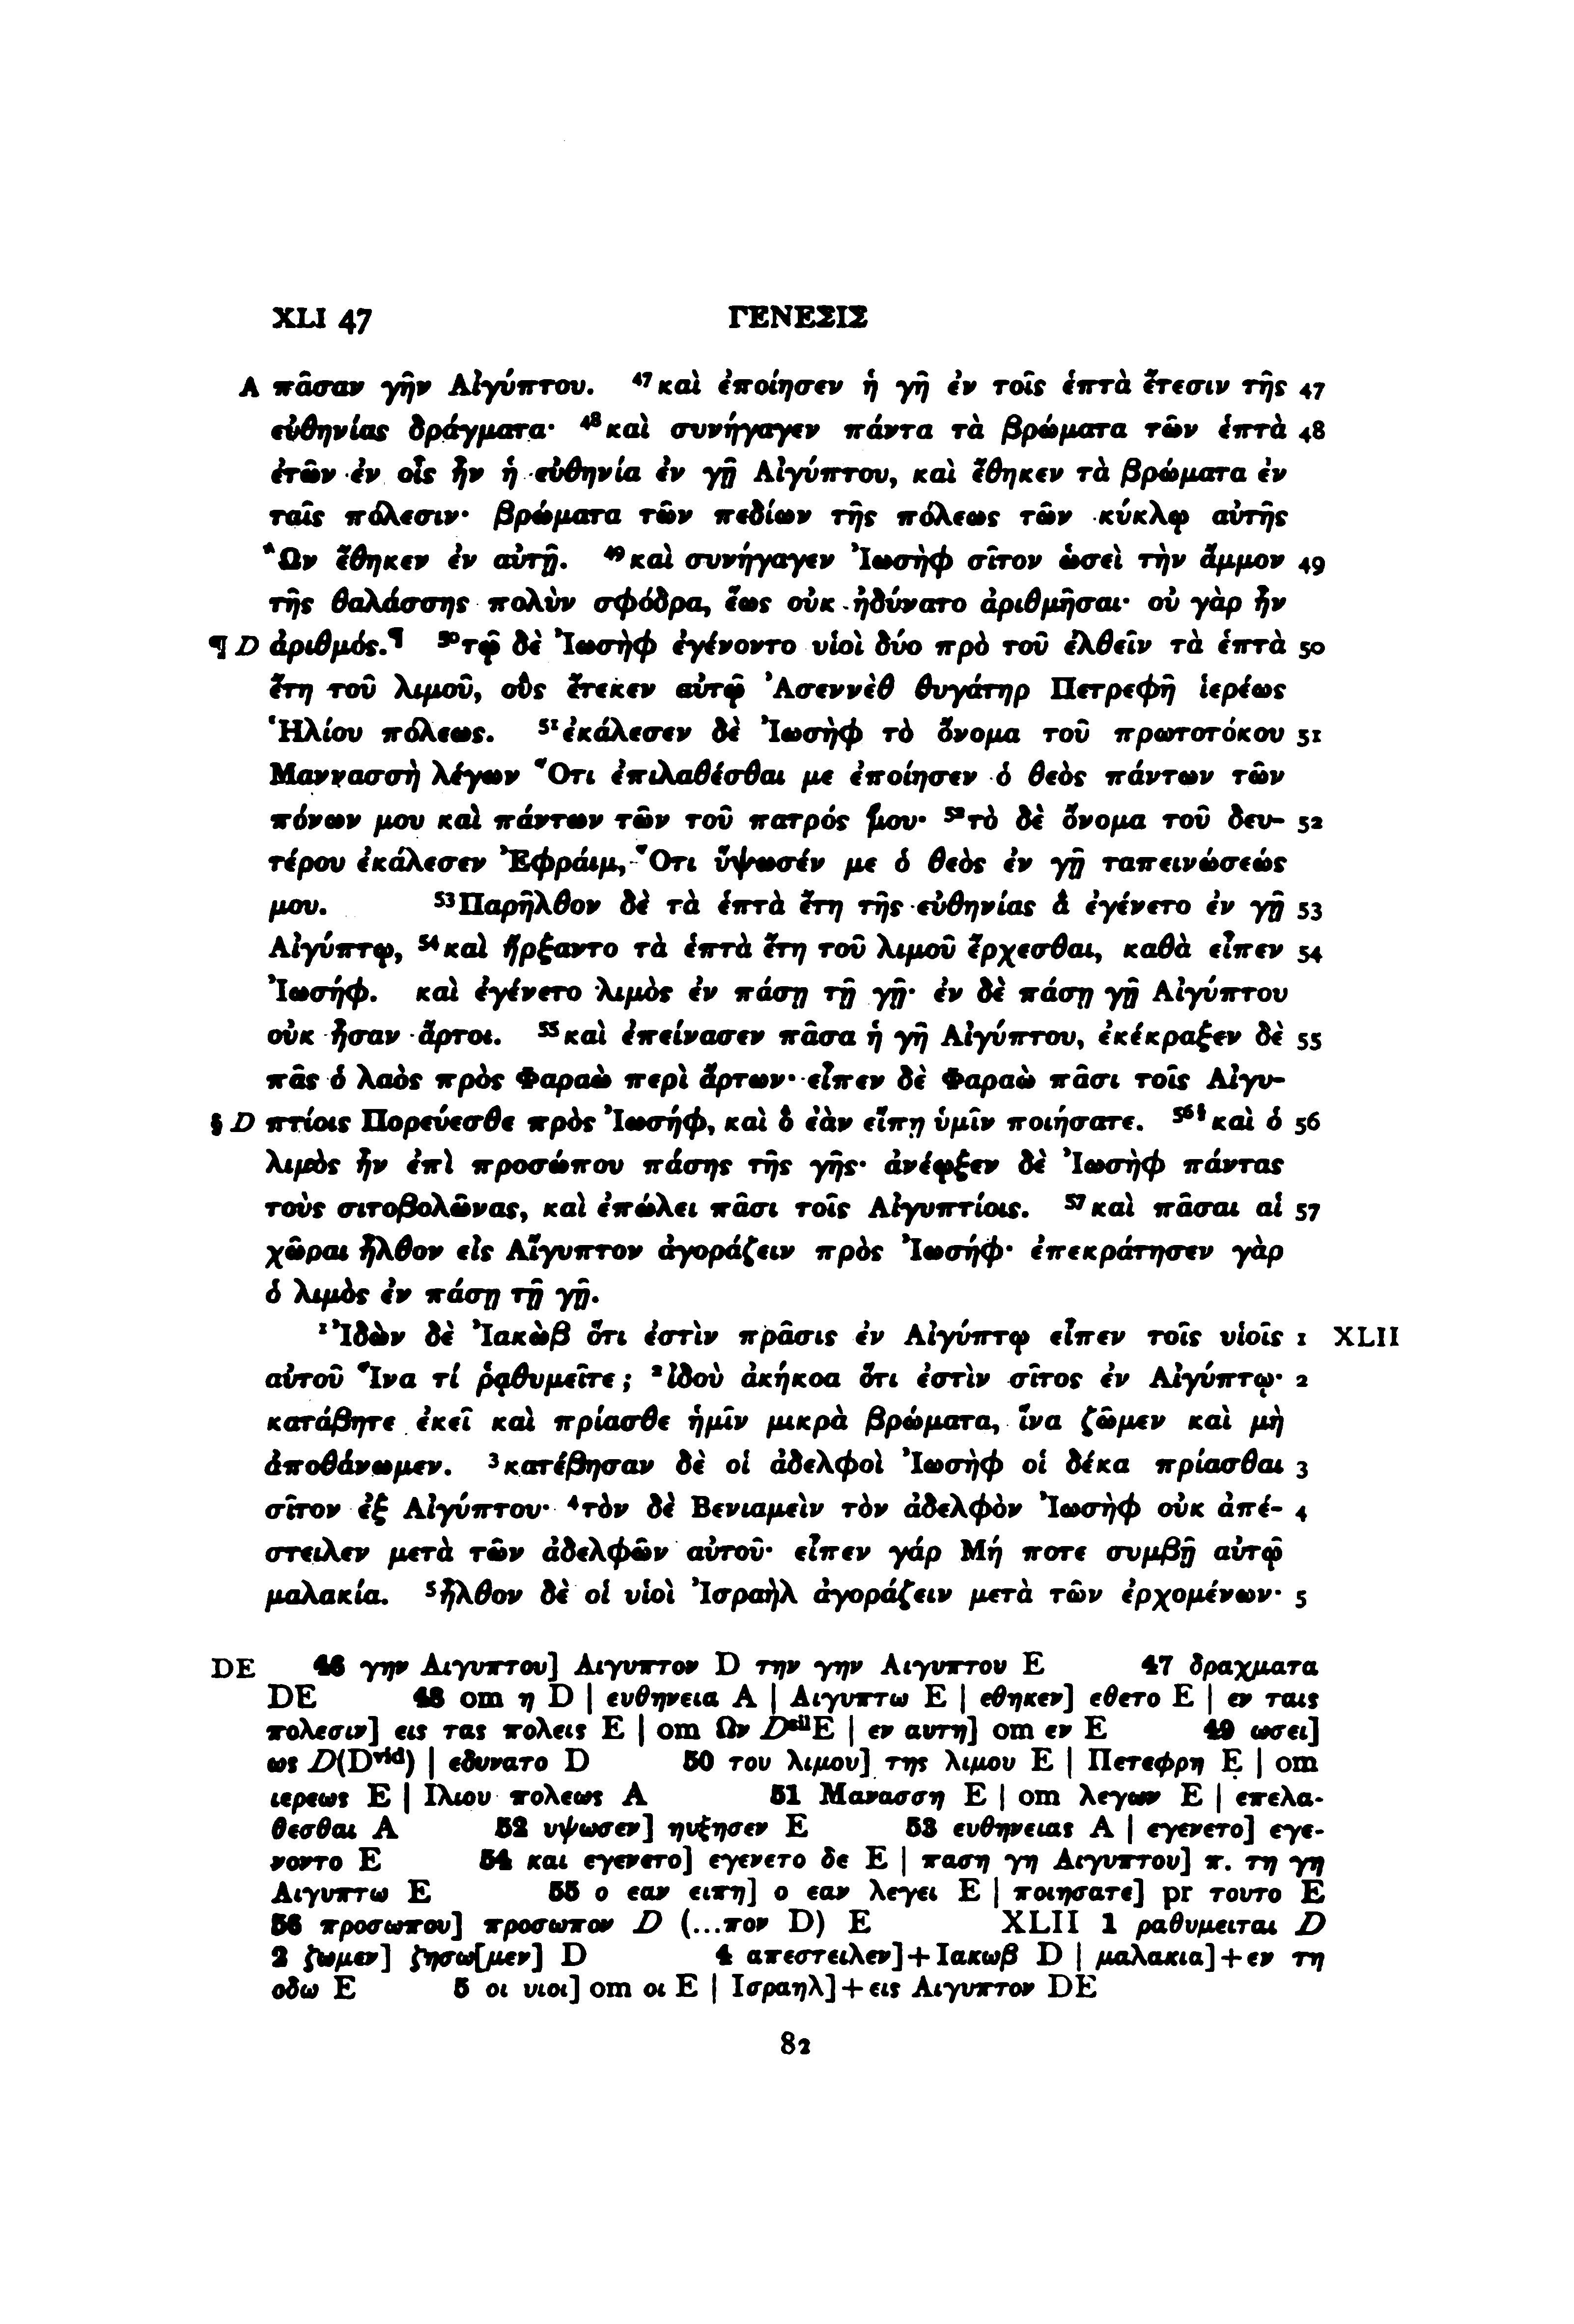 XLI 47 ΓΕΝΕΣΙΣ
A πᾶσαν γῆν Αἰγύπτου. ⁴⁷καὶ ἐποίησεν ἡ γῆ ἐν τοῖς ἑπτὰ ἔτεσιν τῆς 47
εὐθηνίας δράγματα· ⁴⁸καὶ συνήγαγεν πάντα τὰ βρώματα τῶν ἑπτὰ 48
ἐτῶν ἐν οἷς ἦν ἡ εὐθηνία ἐν γῇ Αἰγύπτου, καὶ ἔθηκεν τὰ βρώματα ἐν
ταῖς πόλεσιν· βρώματα τῶν πεδίων τῆς πόλεως τῶν κύκλῳ αὐτῆς
Ὢν ἔθηκεν ἐν αὐτῇ. ⁴⁹καὶ συνήγαγεν Ἰωσὴφ σῖτον ὡσεὶ τὴν ἄμμον 49
τῆς θαλάσσης πολὺν σφόδρα, ἕως οὐκ ἠδύνατο ἀριθμῆσαι· οὐ γὰρ ἦν
¶ D ἀριθμός.¶ ⁵⁰τῷ δὲ Ἰωσὴφ ἐγένοντο υἱοὶ δύο πρὸ τοῦ ἐλθεῖν τὰ ἑπτὰ 50
ἔτη τοῦ λιμοῦ, οὓς ἔτεκεν αὐτῷ Ἀσεννὲθ θυγάτηρ Πετρεφῆ ἱερέως
Ἡλίου πόλεως. ⁵¹ἐκάλεσεν δὲ Ἰωσὴφ τὸ ὄνομα τοῦ πρωτοτόκου 51
Μαννασσὴ λέγων Ὅτι ἐπιλαθέσθαι με ἐποίησεν ὁ θεὸς πάντων τῶν
πόνων μου καὶ πάντων τῶν τοῦ πατρός μου· ⁵²τὸ δὲ ὄνομα τοῦ δευ- 52
τέρου ἐκάλεσεν Ἐφράιμ, Ὅτι ὕψωσέν με ὁ θεὸς ἐν γῇ ταπεινώσεώς
μου. ⁵³Παρῆλθον δὲ τὰ ἑπτὰ ἔτη τῆς εὐθηνίας ἃ ἐγένετο ἐν γῇ 53
Αἰγύπτῳ, ⁵⁴καὶ ἤρξαντο τὰ ἑπτὰ ἔτη τοῦ λιμοῦ ἔρχεσθαι, καθὰ εἶπεν 54
Ἰωσήφ. καὶ ἐγένετο λιμὸς ἐν πάσῃ τῇ γῇ· ἐν δὲ πάσῃ γῇ Αἰγύπτου
οὐκ ἦσαν ἄρτοι. ⁵⁵καὶ ἐπείνασεν πᾶσα ἡ γῆ Αἰγύπτου, ἐκέκραξεν δὲ 55
πᾶς ὁ λαὸς πρὸς Φαραὼ περὶ ἄρτων· εἶπεν δὲ Φαραὼ πᾶσι τοῖς Αἰγυ-
§ D πτίοις Πορεύεσθε πρὸς Ἰωσήφ, καὶ ὃ ἐὰν εἴπῃ ὑμῖν ποιήσατε. ⁵⁶§καὶ ὁ 56
λιμὸς ἦν ἐπὶ προσώπου πάσης τῆς γῆς· ἀνέῳξεν δὲ Ἰωσὴφ πάντας
τοὺς σιτοβολῶνας, καὶ ἐπώλει πᾶσι τοῖς Αἰγυπτίοις. ⁵⁷καὶ πᾶσαι αἱ 57
χῶραι ἦλθον εἰς Αἴγυπτον ἀγοράζειν πρὸς Ἰωσήφ· ἐπεκράτησεν γὰρ
ὁ λιμὸς ἐν πάσῃ τῇ γῇ.
¹Ἰδὼν δὲ Ἰακὼβ ὅτι ἐστὶν πρᾶσις ἐν Αἰγύπτῳ εἶπεν τοῖς υἱοῖς 1 XLII
αὐτοῦ Ἵνα τί ῥᾳθυμεῖτε; ²ἰδοὺ ἀκήκοα ὅτι ἐστὶν σῖτος ἐν Αἰγύπτῳ· 2
κατάβητε ἐκεῖ καὶ πρίασθε ἡμῖν μικρὰ βρώματα, ἵνα ζῶμεν καὶ μὴ
ἀποθάνωμεν. ³κατέβησαν δὲ οἱ ἀδελφοὶ Ἰωσὴφ οἱ δέκα πρίασθαι 3
σῖτον ἐξ Αἰγύπτου· ⁴τὸν δὲ Βενιαμεὶν τὸν ἀδελφὸν Ἰωσὴφ οὐκ ἀπέ- 4
στειλεν μετὰ τῶν ἀδελφῶν αὐτοῦ· εἶπεν γάρ Μή ποτε συμβῇ αὐτῷ
μαλακία. ⁵ἦλθον δὲ οἱ υἱοὶ Ἰσραὴλ ἀγοράζειν μετὰ τῶν ἐρχομένων· 5
DE 46 γην Αιγυπτου] Αιγυπτον D την γην Αιγυπτου E 47 δραχματα
DE 48 om η D | ευθηνεια A | Αιγυπτω E | εθηκεν] εθετο E | εν ταις
πολεσιν] εις τας πολεις E | om Ων Dˢⁱˡ E | εν αυτη] om εν E 49 ωσει]
ως D(Dᵛⁱᵈ) | εδυνατο D 50 του λιμου] της λιμου E | Πετεφρη E | om
ιερεως E | Ιλιου πολεως A 51 Μανασση E | om λεγων E | επελα-
θεσθαι A 52 υψωσεν] ηυξησεν E 53 ευθηνειας A | εγενετο] εγε-
νοντο E 54 και εγενετο] εγενετο δε E | παση γη Αιγυπτου] π. τη γη
Αιγυπτω E 55 ο εαν ειπη] ο εαν λεγει E | ποιησατε] pr τουτο E
56 προσωπου] προσωπον D (...πον D) E XLII 1 ραθυμειται D
2 ζωμεν] ζησω[μεν] D 4 απεστειλεν]+Ιακωβ D | μαλακια]+εν τη
οδω E 5 οι υιοι] om οι E | Ισραηλ]+εις Αιγυπτον DE
82